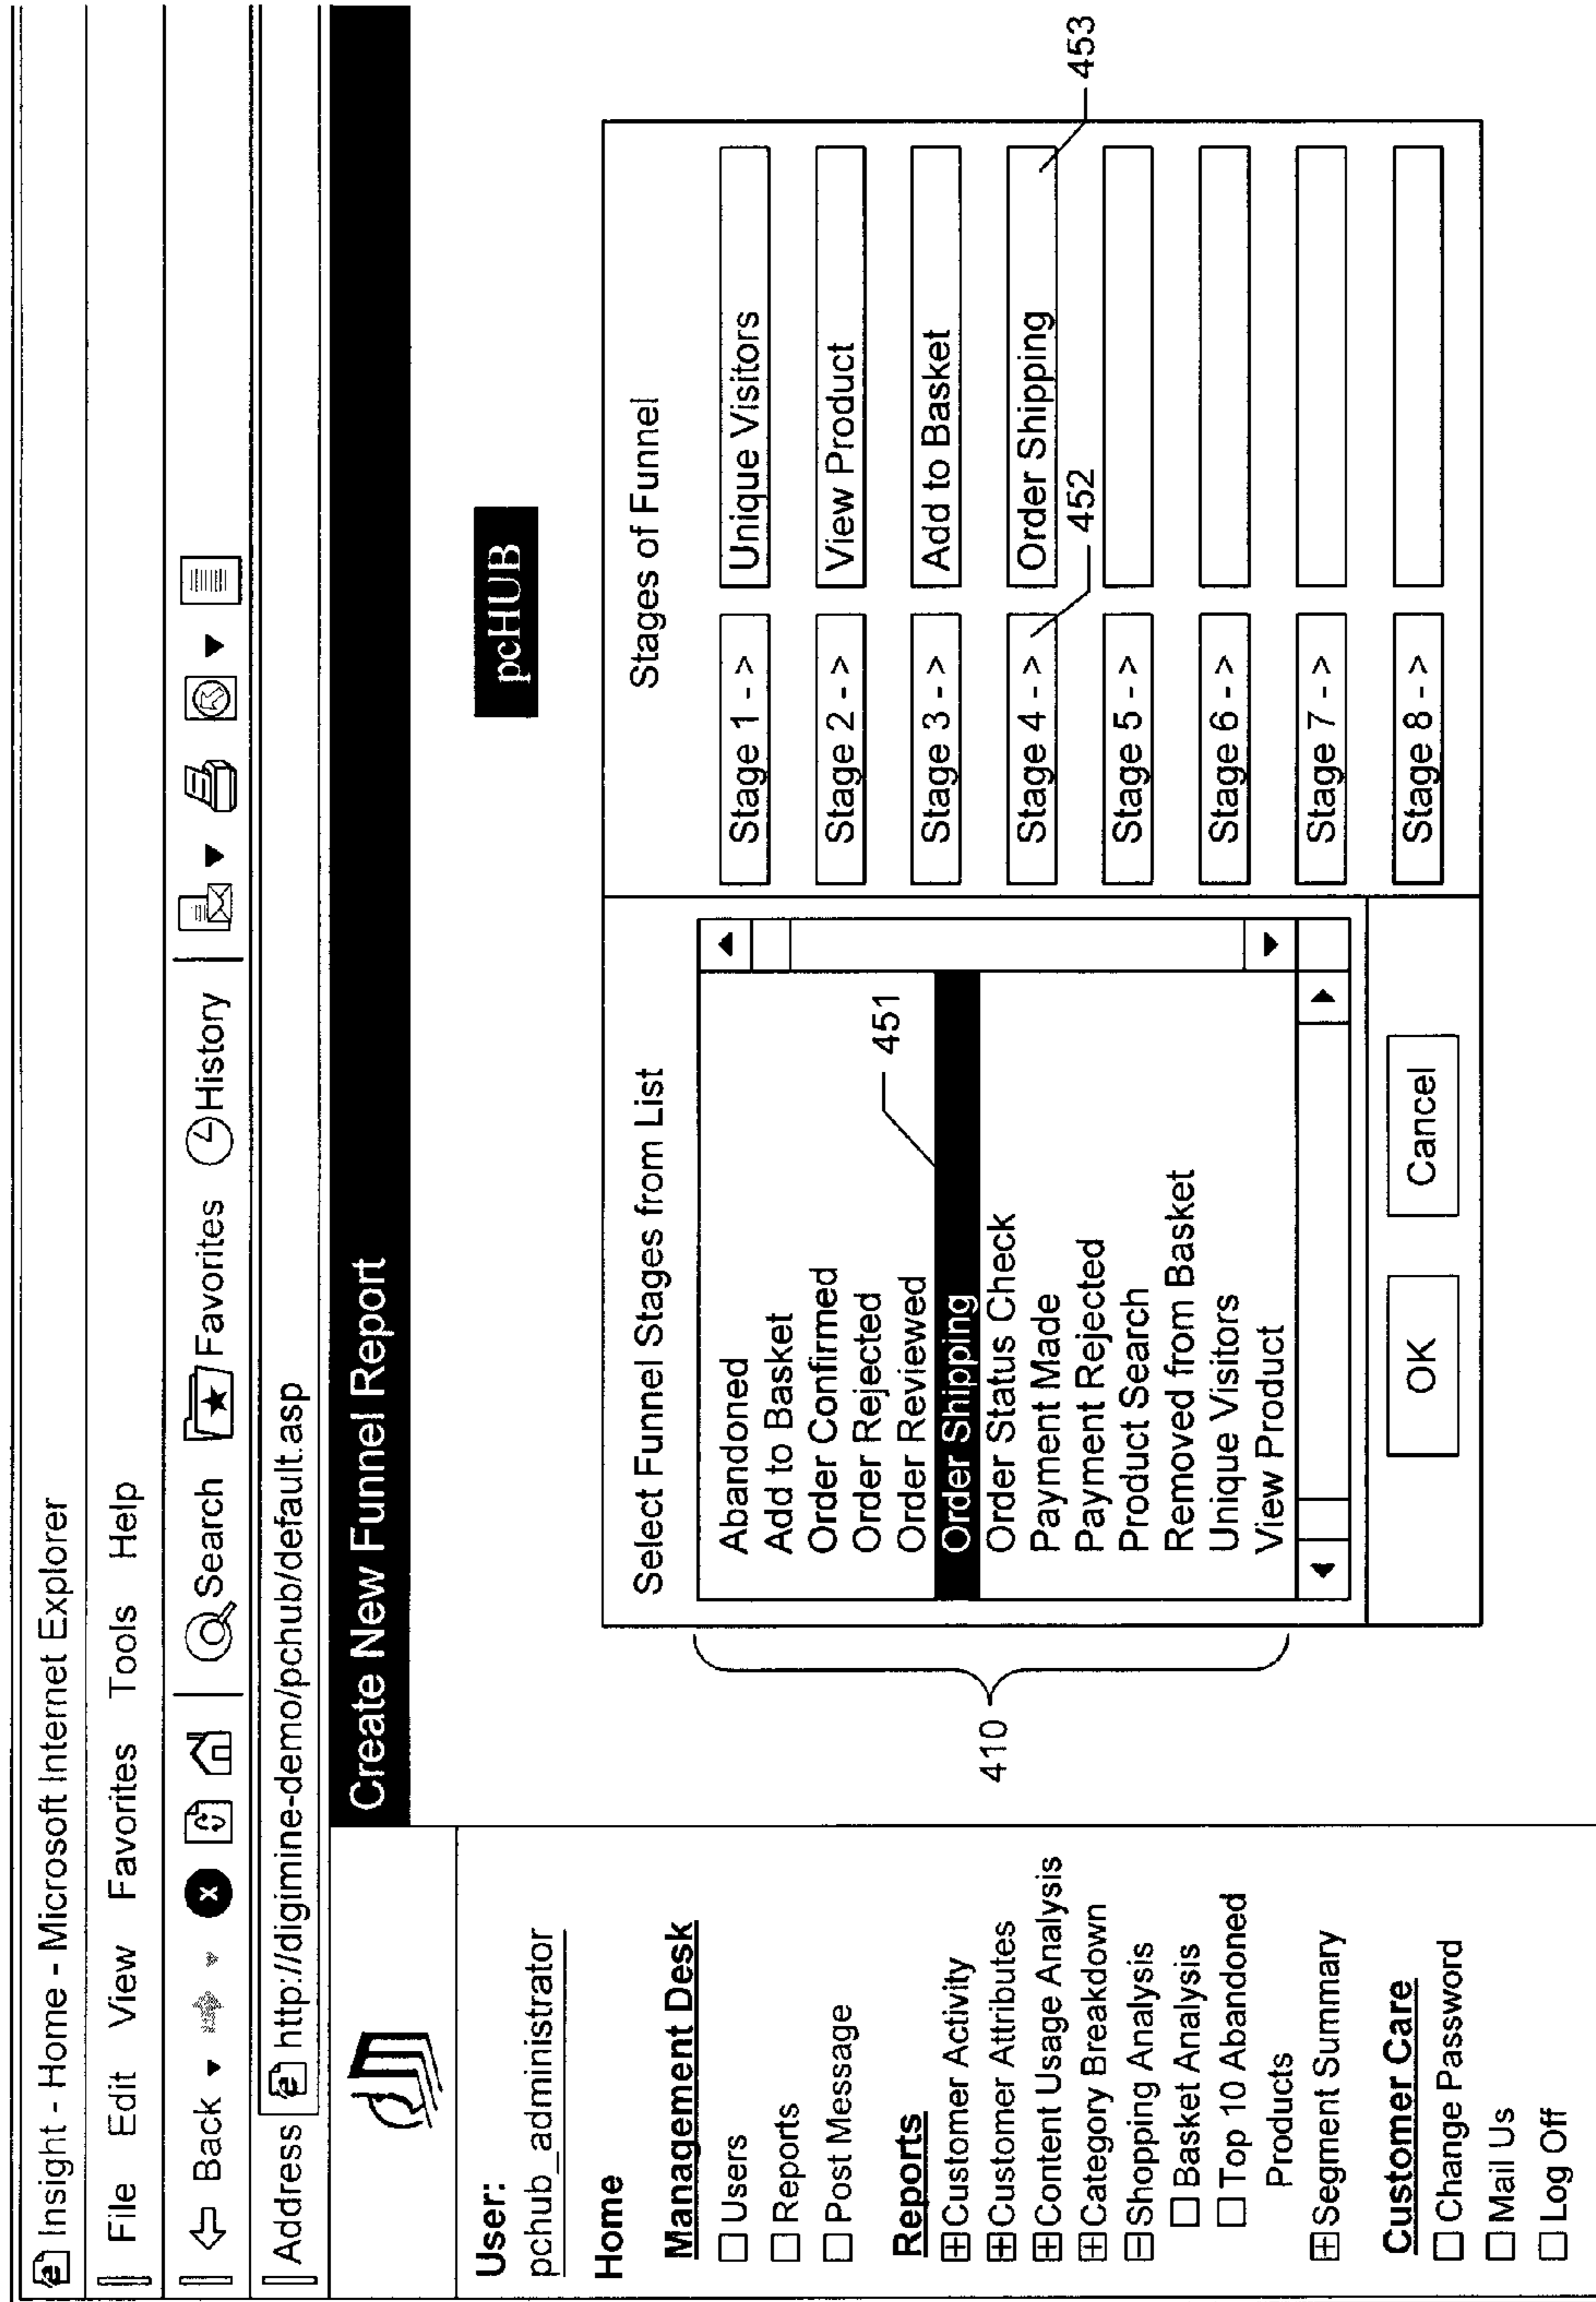 Insight - Home - Microsoft Internet Explorer
File Edit View Favorites Tools Help
Back Search Favorites History
Address http://digimine-demo/pchub/default.asp
Create New Funnel Report
User:
pchub_administrator
Home
Management Desk
Users
Reports
Post Message
Reports
Customer Activity
Customer Attributes
Content Usage Analysis
Category Breakdown
Shopping Analysis
Basket Analysis
Top 10 Abandoned
Products
Segment Summary
Customer Care
Change Password
Mail Us
Log Off
pcHUB
Select Funnel Stages from List
Abandoned
Add to Basket
Order Confirmed
Order Rejected
Order Reviewed
Order Shipping
Order Status Check
Payment Made
Payment Rejected
Product Search
Removed from Basket
Unique Visitors
View Product
410
451
OK Cancel
Stages of Funnel
Stage 1 - > Unique Visitors
Stage 2 - > View Product
Stage 3 - > Add to Basket
Stage 4 - > Order Shipping
452
453
Stage 5 - >
Stage 6 - >
Stage 7 - >
Stage 8 - >